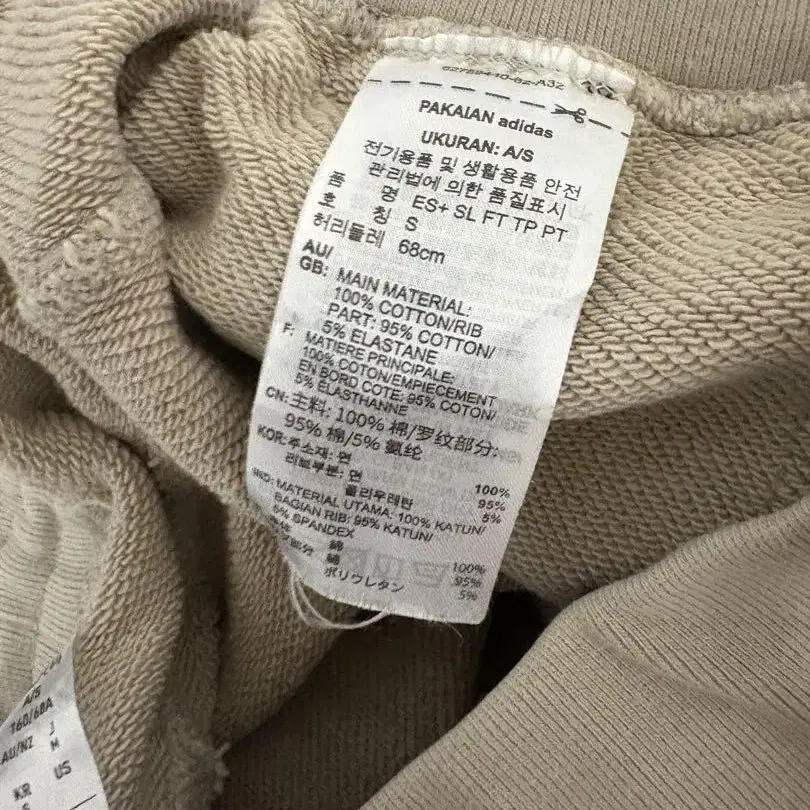 PAKAIAN adidas
UKURAN: A/S
전기용품 및 생활용품 안전
관리법에 의한 품질표시
품 명 ES+ SL FT TP PT
호 칭 S
허리둘레 68cm
AU/
GB: MAIN MATERIAL:
100% COTTON/RIB
PART: 95% COTTON/
5% ELASTANE
F: MATIERE PRINCIPALE:
100% COTON/EMPIECEMENT
EN BORD COTE: 95% COTON/
5% ELASTHANNE
CN: 主料: 100% 棉/罗纹部分:
95% 棉/5% 氨纶
KOR: 주소재: 면 100%
리브부분: 면 95%
폴리우레탄 5%
IND: MATERIAL UTAMA: 100% KATUN/
BAGIAN RIB: 95% KATUN/
5% SPANDEX
綿 100%
部分 綿 95%
ポリウレタン 5%
A/S
160/68A
AU/NZ M
US
KR